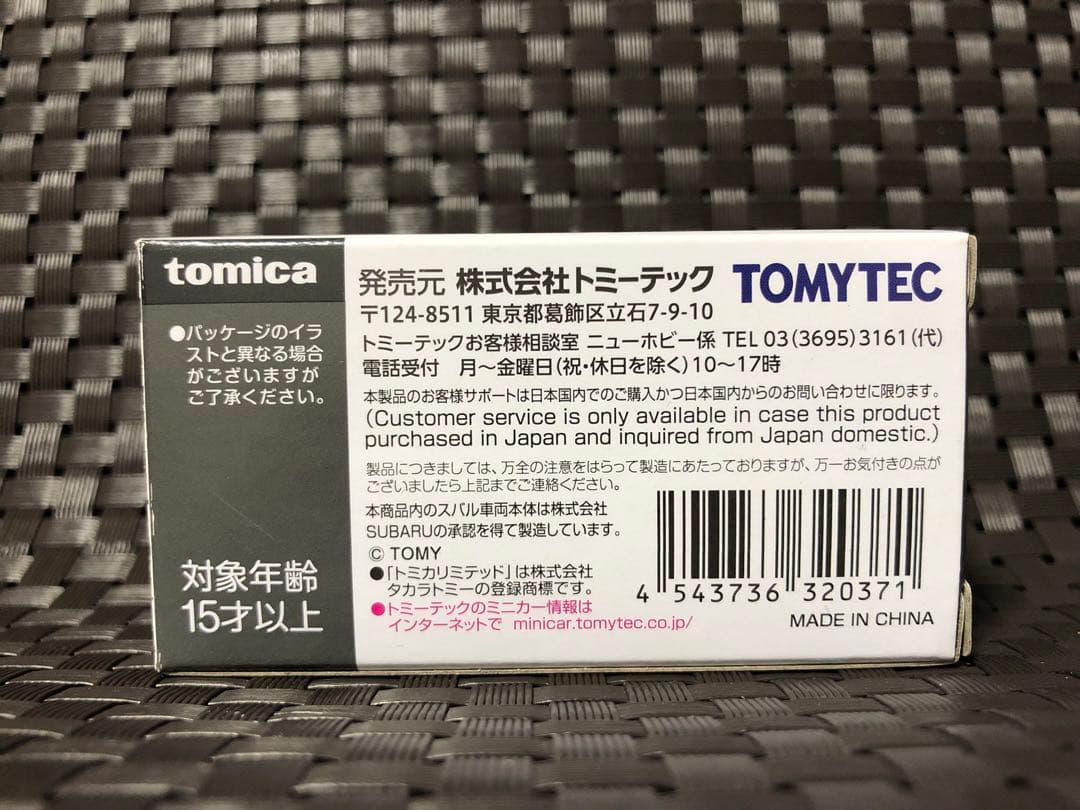 tomica
●パッケージのイラ
ストと異なる場合
がございますが
ご了承ください。
対象年齢
15才以上
発売元 株式会社トミーテック TOMYTEC
〒124-8511 東京都葛飾区立石7-9-10
トミーテックお客様相談室 ニューホビー係 TEL 03(3695)3161(代)
電話受付 月〜金曜日(祝・休日を除く)10〜17時
本製品のお客様サポートは日本国内でのご購入かつ日本国内からのお問い合わせに限ります。
(Customer service is only available in case this product
purchased in Japan and inquired from Japan domestic.)
製品につきましては、万全の注意をはらって製造にあたっておりますが、万一お気付きの点が
ございましたら上記までご連絡ください。
本商品内のスバル車両本体は株式会社
SUBARUの承認を得て製造しています。
© TOMY
●「トミカリミテッド」は株式会社
タカラトミーの登録商標です。
●トミーテックのミニカー情報は
インターネットで minicar.tomytec.co.jp/
4 543736 320371
MADE IN CHINA